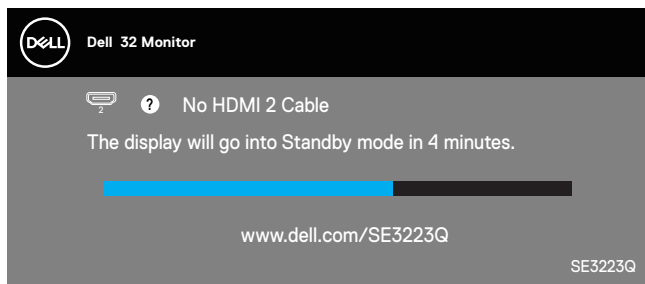 DELL
Dell 32 Monitor
2
? No HDMI 2 Cable
The display will go into Standby mode in 4 minutes.
www.dell.com/SE3223Q
SE3223Q